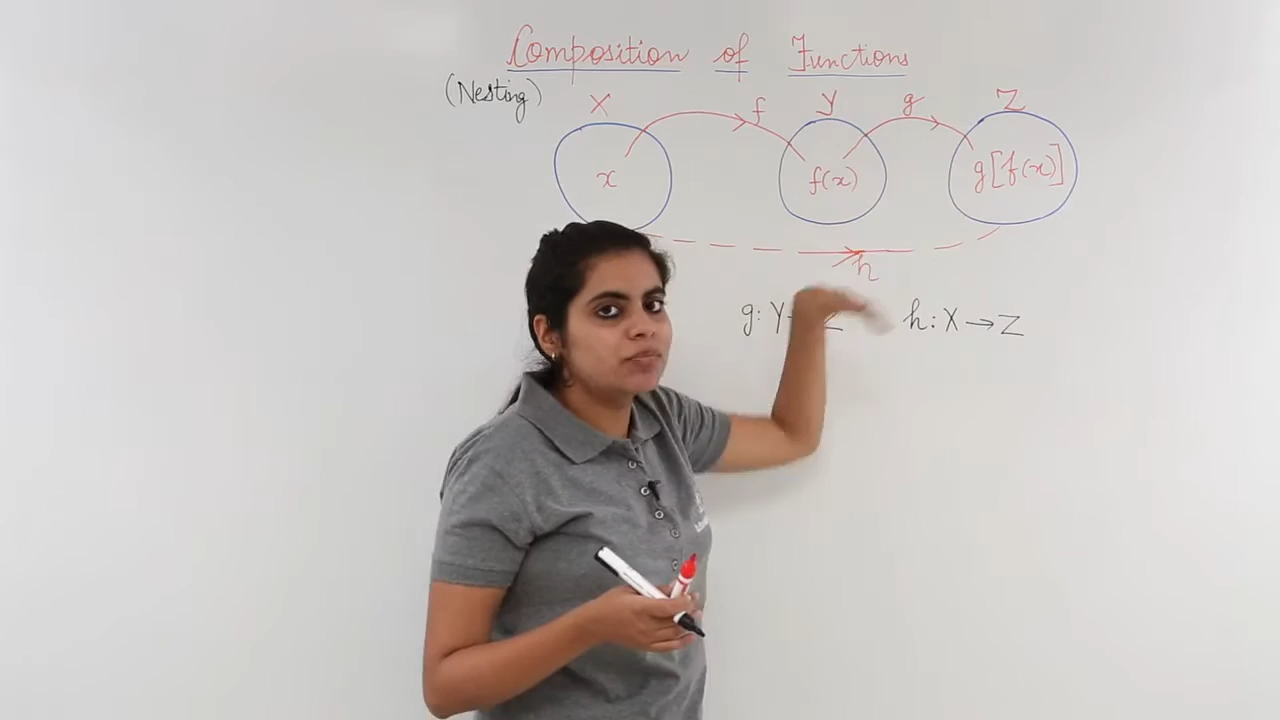 Composition of Functions
(Nesting)
X f Y g Z
x f(x) g[f(x)]
h
g: Y Z h: X → Z